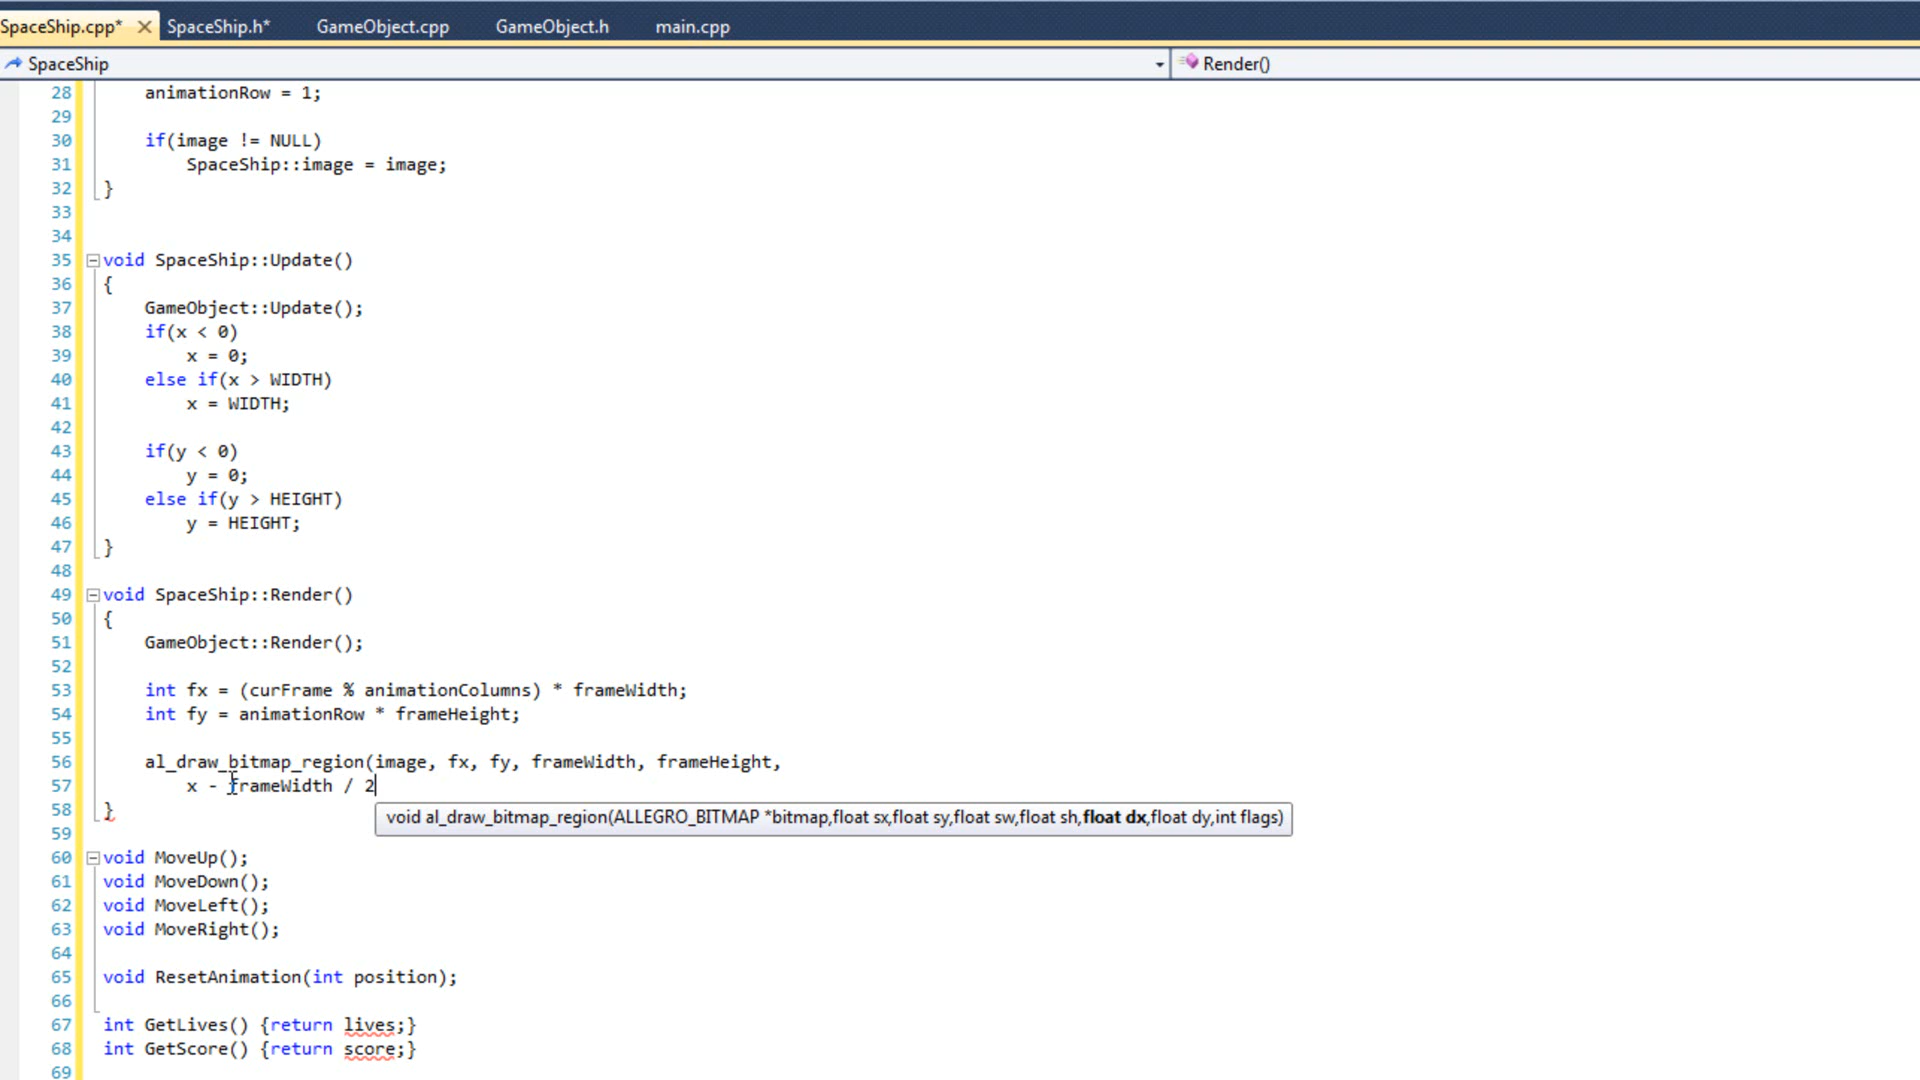 SpaceShip.cpp* SpaceShip.h* GameObject.cpp GameObject.h main.cpp
SpaceShip Render()
28 animationRow = 1;
29
30 if(image != NULL)
31 SpaceShip::image = image;
32 }
33
34
35 void SpaceShip::Update()
36 {
37 GameObject::Update();
38 if(x < 0)
39 x = 0;
40 else if(x > WIDTH)
41 x = WIDTH;
42
43 if(y < 0)
44 y = 0;
45 else if(y > HEIGHT)
46 y = HEIGHT;
47 }
48
49 void SpaceShip::Render()
50 {
51 GameObject::Render();
52
53 int fx = (curFrame % animationColumns) * frameWidth;
54 int fy = animationRow * frameHeight;
55
56 al_draw_bitmap_region(image, fx, fy, frameWidth, frameHeight,
57 x - frameWidth / 2
58 }
void al_draw_bitmap_region(ALLEGRO_BITMAP *bitmap,float sx,float sy,float sw,float sh,float dx,float dy,int flags)
59
60 void MoveUp();
61 void MoveDown();
62 void MoveLeft();
63 void MoveRight();
64
65 void ResetAnimation(int position);
66
67 int GetLives() {return lives;}
68 int GetScore() {return score;}
69